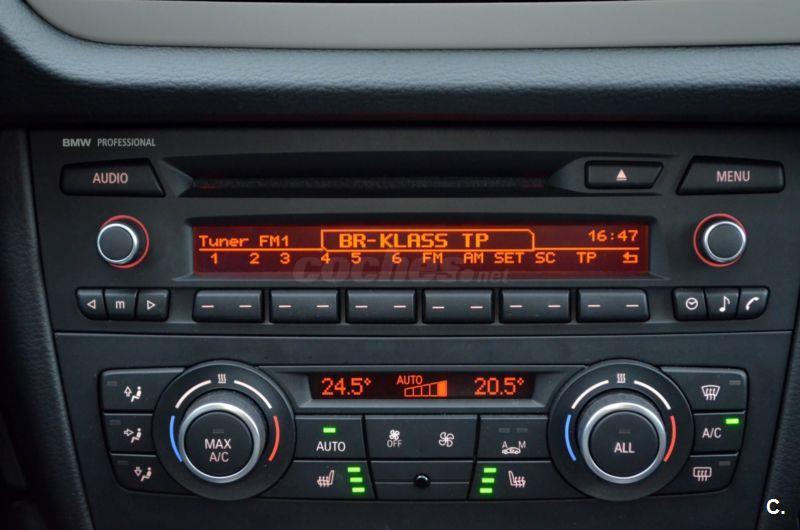 BMW PROFESSIONAL
AUDIO
MENU
Tuner FM1
BR-KLASS TP
16:47
1 2 3 4 5 6 FM AM SET SC TP
coches.net
m
24.5°
AUTO
20.5°
MAX A/C
AUTO
OFF
A M
ALL
A/C
C.